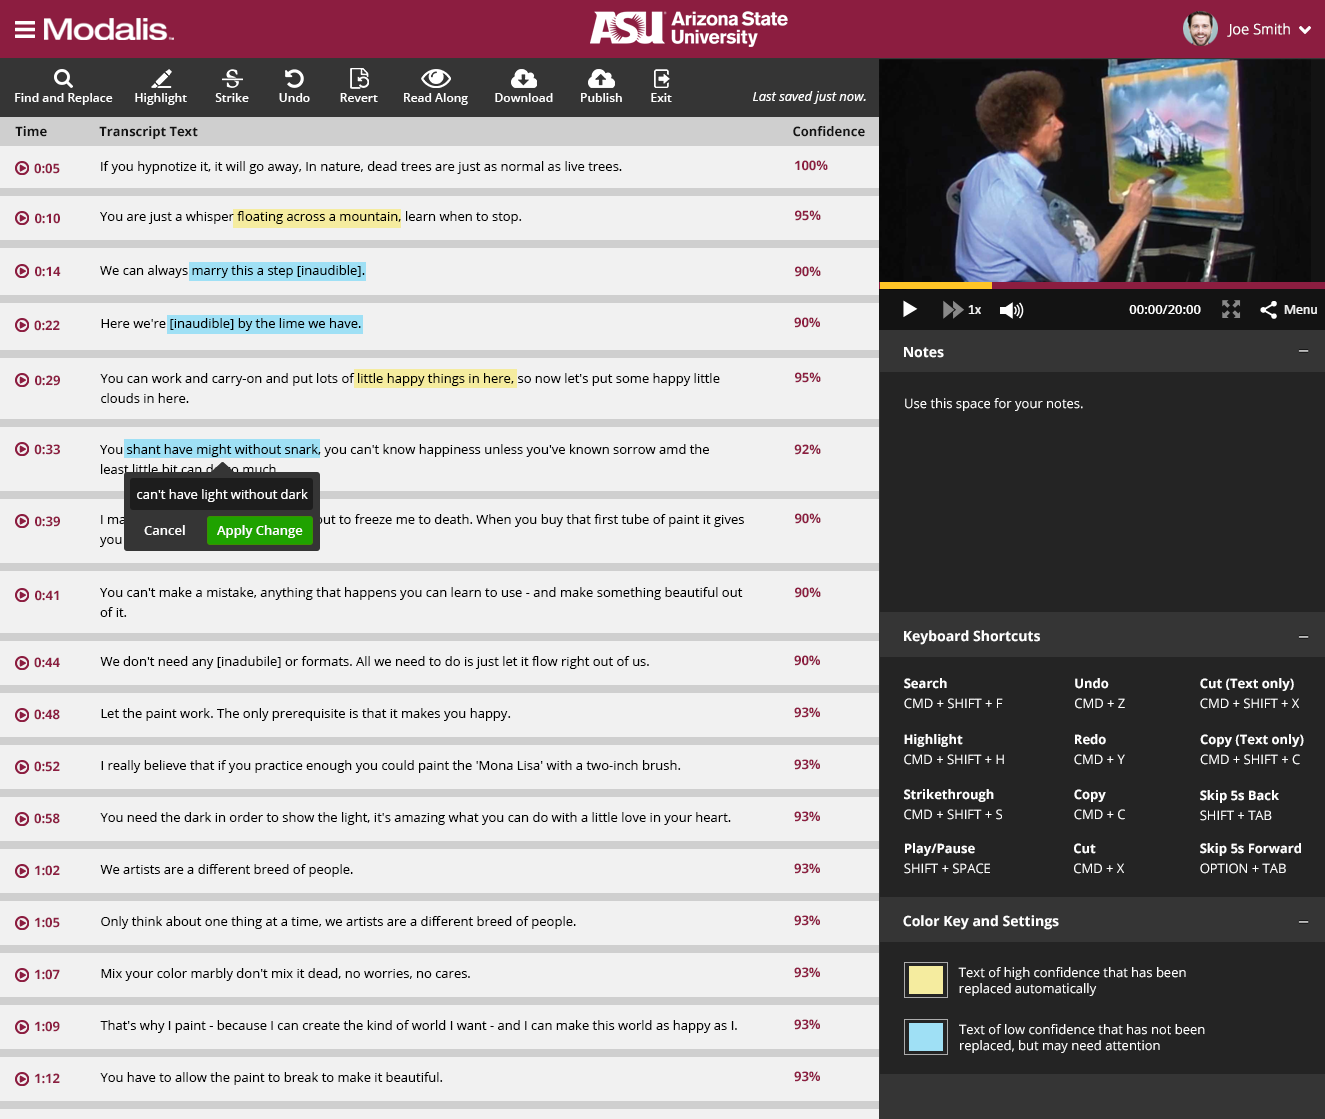 Modalis™
ASU Arizona State
University
Joe Smith
Find and Replace
Highlight
Strike
Undo
Revert
Read Along
Download
Publish
Exit
Last saved just now.
Time Transcript Text Confidence
0:05 If you hypnotize it, it will go away, In nature, dead trees are just as normal as live trees. 100%
0:10 You are just a whisper floating across a mountain, learn when to stop. 95%
0:14 We can always marry this a step [inaudible]. 90%
0:22 Here we're [inaudible] by the lime we have. 90%
0:29 You can work and carry-on and put lots of little happy things in here, so now let's put some happy little 95%
clouds in here.
0:33 You shant have might without snark, you can't know happiness unless you've known sorrow amd the 92%
least little bit can do so much
can't have light without dark
Cancel Apply Change
0:39 I ma out to freeze me to death. When you buy that first tube of paint it gives 90%
you
0:41 You can't make a mistake, anything that happens you can learn to use - and make something beautiful out 90%
of it.
0:44 We don't need any [inadubile] or formats. All we need to do is just let it flow right out of us. 90%
0:48 Let the paint work. The only prerequisite is that it makes you happy. 93%
0:52 I really believe that if you practice enough you could paint the 'Mona Lisa' with a two-inch brush. 93%
0:58 You need the dark in order to show the light, it's amazing what you can do with a little love in your heart. 93%
1:02 We artists are a different breed of people. 93%
1:05 Only think about one thing at a time, we artists are a different breed of people. 93%
1:07 Mix your color marbly don't mix it dead, no worries, no cares. 93%
1:09 That's why I paint - because I can create the kind of world I want - and I can make this world as happy as I. 93%
1:12 You have to allow the paint to break to make it beautiful. 93%
1x 00:00/20:00 Menu
Notes
Use this space for your notes.
Keyboard Shortcuts
Search Undo Cut (Text only)
CMD + SHIFT + F CMD + Z CMD + SHIFT + X
Highlight Redo Copy (Text only)
CMD + SHIFT + H CMD + Y CMD + SHIFT + C
Strikethrough Copy Skip 5s Back
CMD + SHIFT + S CMD + C SHIFT + TAB
Play/Pause Cut Skip 5s Forward
SHIFT + SPACE CMD + X OPTION + TAB
Color Key and Settings
Text of high confidence that has been
replaced automatically
Text of low confidence that has not been
replaced, but may need attention